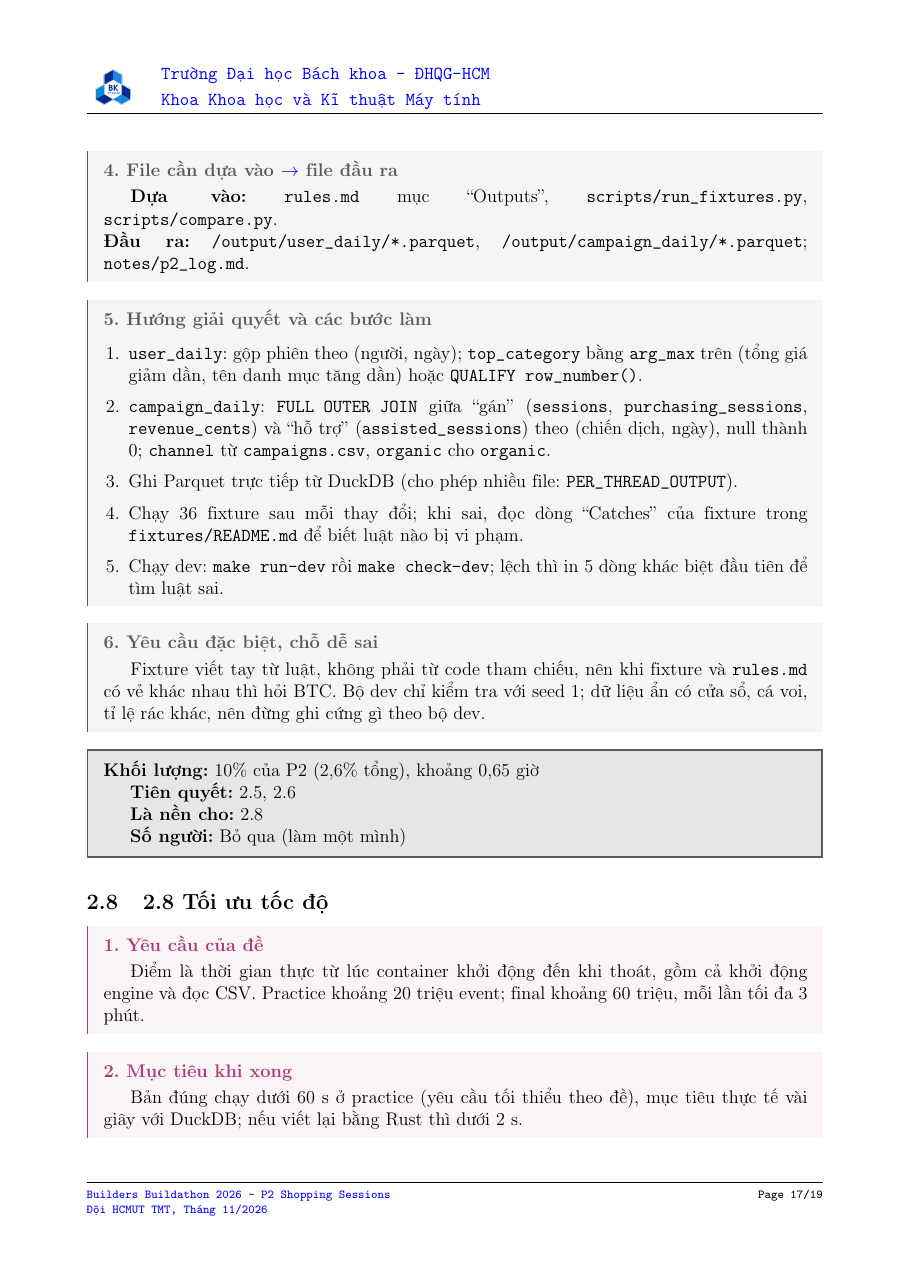 BK
Trường Đại học Bách khoa - ĐHQG-HCM
Khoa Khoa học và Kĩ thuật Máy tính
4. File cần dựa vào → file đầu ra
Dựa vào: rules.md mục “Outputs”, scripts/run_fixtures.py,
scripts/compare.py.
Đầu ra: /output/user_daily/*.parquet, /output/campaign_daily/*.parquet;
notes/p2_log.md.
5. Hướng giải quyết và các bước làm
1. user_daily: gộp phiên theo (người, ngày); top_category bằng arg_max trên (tổng giá
giảm dần, tên danh mục tăng dần) hoặc QUALIFY row_number().
2. campaign_daily: FULL OUTER JOIN giữa “gán” (sessions, purchasing_sessions,
revenue_cents) và “hỗ trợ” (assisted_sessions) theo (chiến dịch, ngày), null thành
0; channel từ campaigns.csv, organic cho organic.
3. Ghi Parquet trực tiếp từ DuckDB (cho phép nhiều file: PER_THREAD_OUTPUT).
4. Chạy 36 fixture sau mỗi thay đổi; khi sai, đọc dòng “Catches” của fixture trong
fixtures/README.md để biết luật nào bị vi phạm.
5. Chạy dev: make run-dev rồi make check-dev; lệch thì in 5 dòng khác biệt đầu tiên để
tìm luật sai.
6. Yêu cầu đặc biệt, chỗ dễ sai
Fixture viết tay từ luật, không phải từ code tham chiếu, nên khi fixture và rules.md
có vẻ khác nhau thì hỏi BTC. Bộ dev chỉ kiểm tra với seed 1; dữ liệu ẩn có cửa sổ, cá voi,
tỉ lệ rác khác, nên đừng ghi cứng gì theo bộ dev.
Khối lượng: 10% của P2 (2,6% tổng), khoảng 0,65 giờ
Tiên quyết: 2.5, 2.6
Là nền cho: 2.8
Số người: Bỏ qua (làm một mình)
2.8 2.8 Tối ưu tốc độ
1. Yêu cầu của đề
Điểm là thời gian thực từ lúc container khởi động đến khi thoát, gồm cả khởi động
engine và đọc CSV. Practice khoảng 20 triệu event; final khoảng 60 triệu, mỗi lần tối đa 3
phút.
2. Mục tiêu khi xong
Bản đúng chạy dưới 60 s ở practice (yêu cầu tối thiểu theo đề), mục tiêu thực tế vài
giây với DuckDB; nếu viết lại bằng Rust thì dưới 2 s.
Builders Buildathon 2026 - P2 Shopping Sessions
Page 17/19
Đội HCMUT TMT, Tháng 11/2026